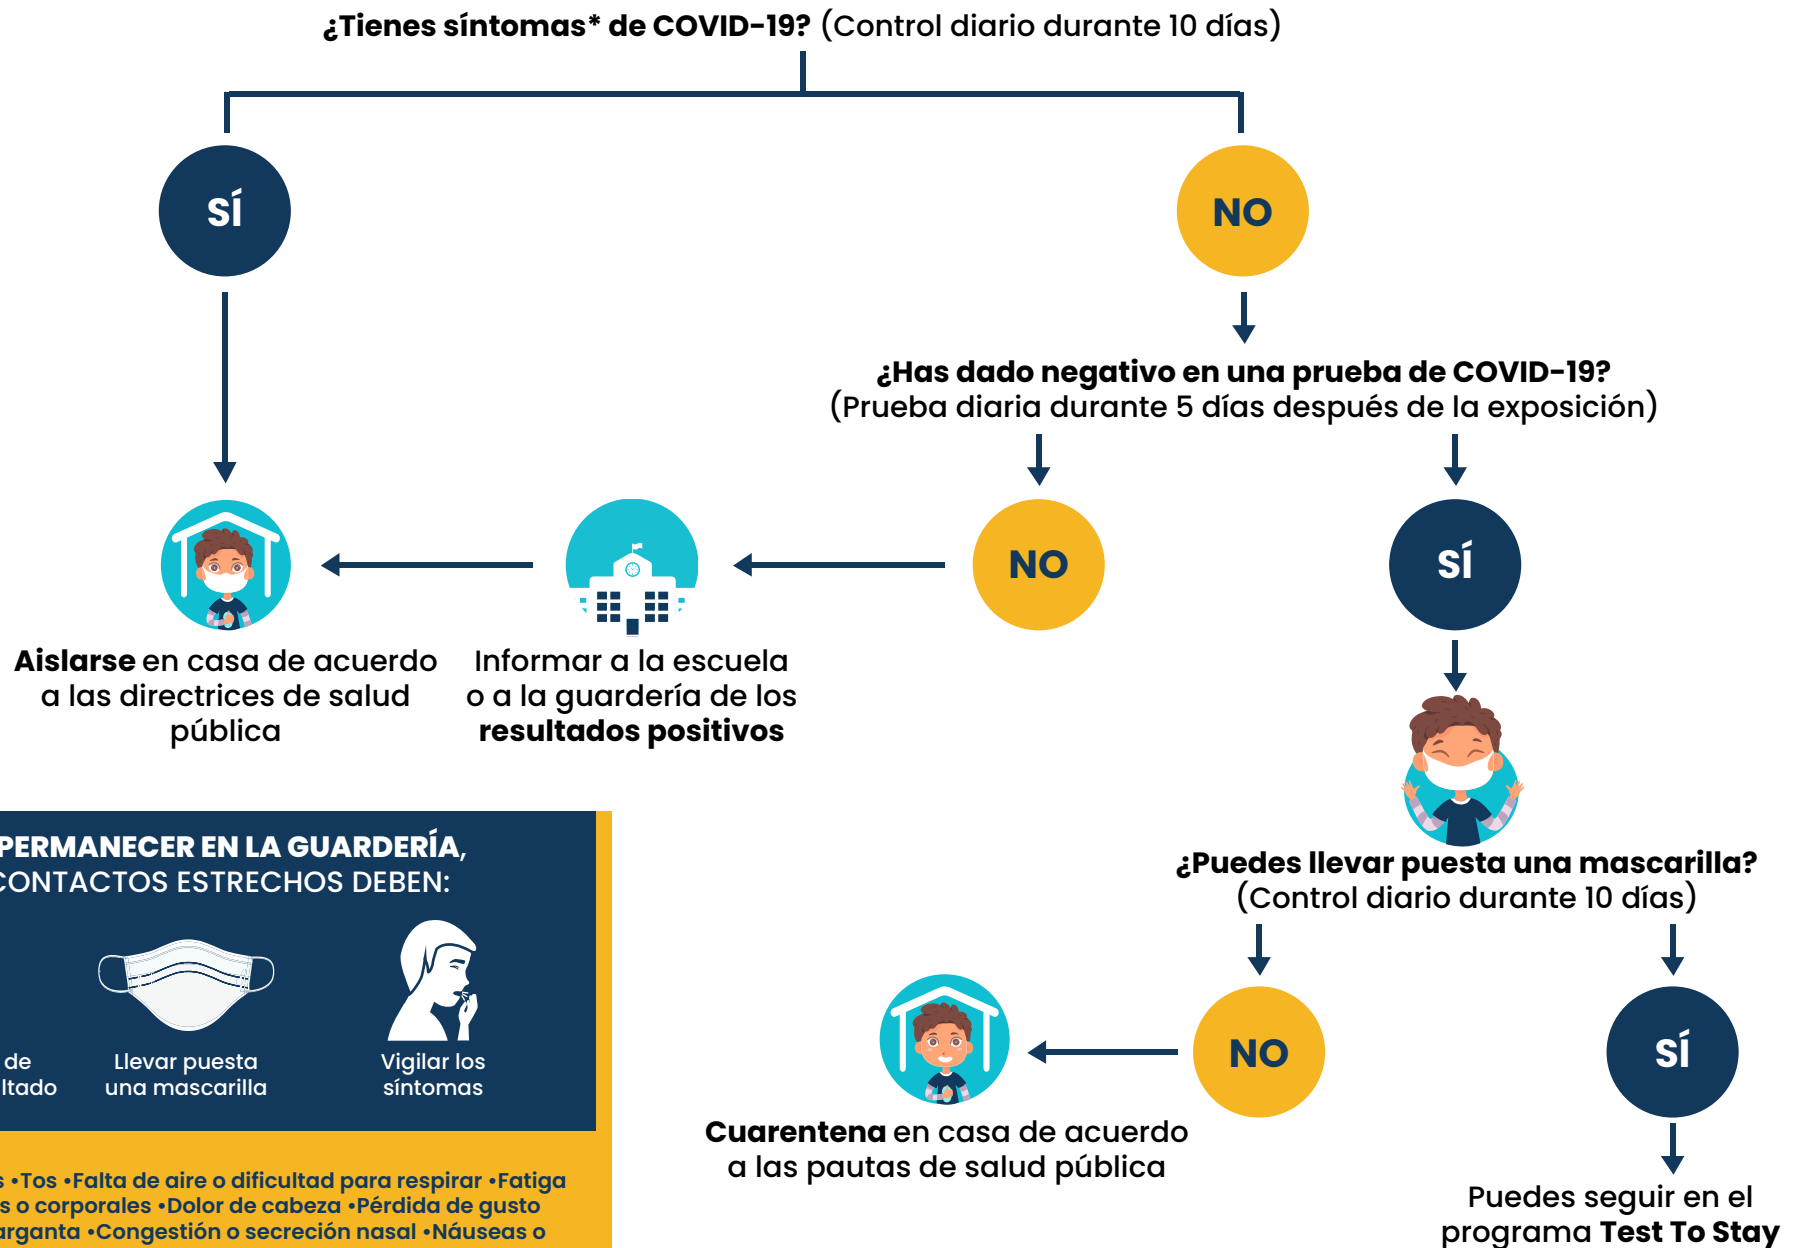 ¿Tienes síntomas* de COVID-19? (Control diario durante 10 días)
SÍ
NO
¿Has dado negativo en una prueba de COVID-19?
(Prueba diaria durante 5 días después de la exposición)
NO
SÍ
Aislarse en casa de acuerdo
a las directrices de salud
pública
Informar a la escuela
o a la guardería de los
resultados positivos
¿Puedes llevar puesta una mascarilla?
(Control diario durante 10 días)
NO
SÍ
Cuarentena en casa de acuerdo
a las pautas de salud pública
Puedes seguir en el
programa Test To Stay
PERMANECER EN LA GUARDERÍA,
CONTACTOS ESTRECHOS DEBEN:
de
ltado
Llevar puesta
una mascarilla
Vigilar los
síntomas
s •Tos •Falta de aire o dificultad para respirar •Fatiga
s o corporales •Dolor de cabeza •Pérdida de gusto
arganta •Congestión o secreción nasal •Náuseas o